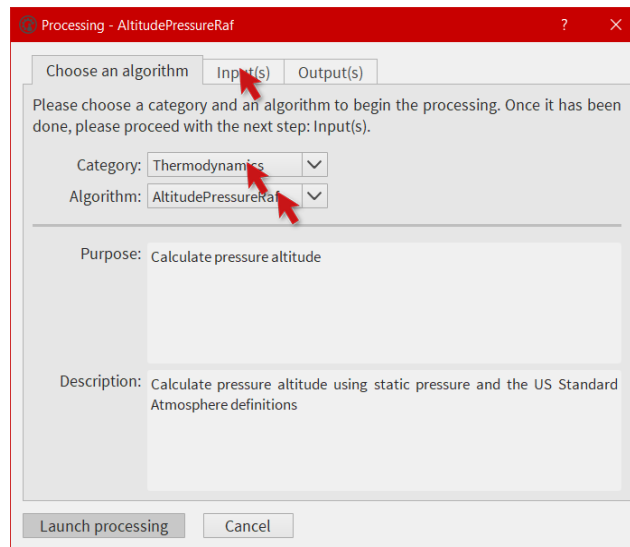 Processing - AltitudePressureRaf
?
Choose an algorithm
Input(s)
Output(s)
Please choose a category and an algorithm to begin the processing. Once it has been
done, please proceed with the next step: Input(s).
Category: Thermodynamics
Algorithm: AltitudePressureRaf
Purpose: Calculate pressure altitude
Description: Calculate pressure altitude using static pressure and the US Standard
Atmosphere definitions
Launch processing
Cancel